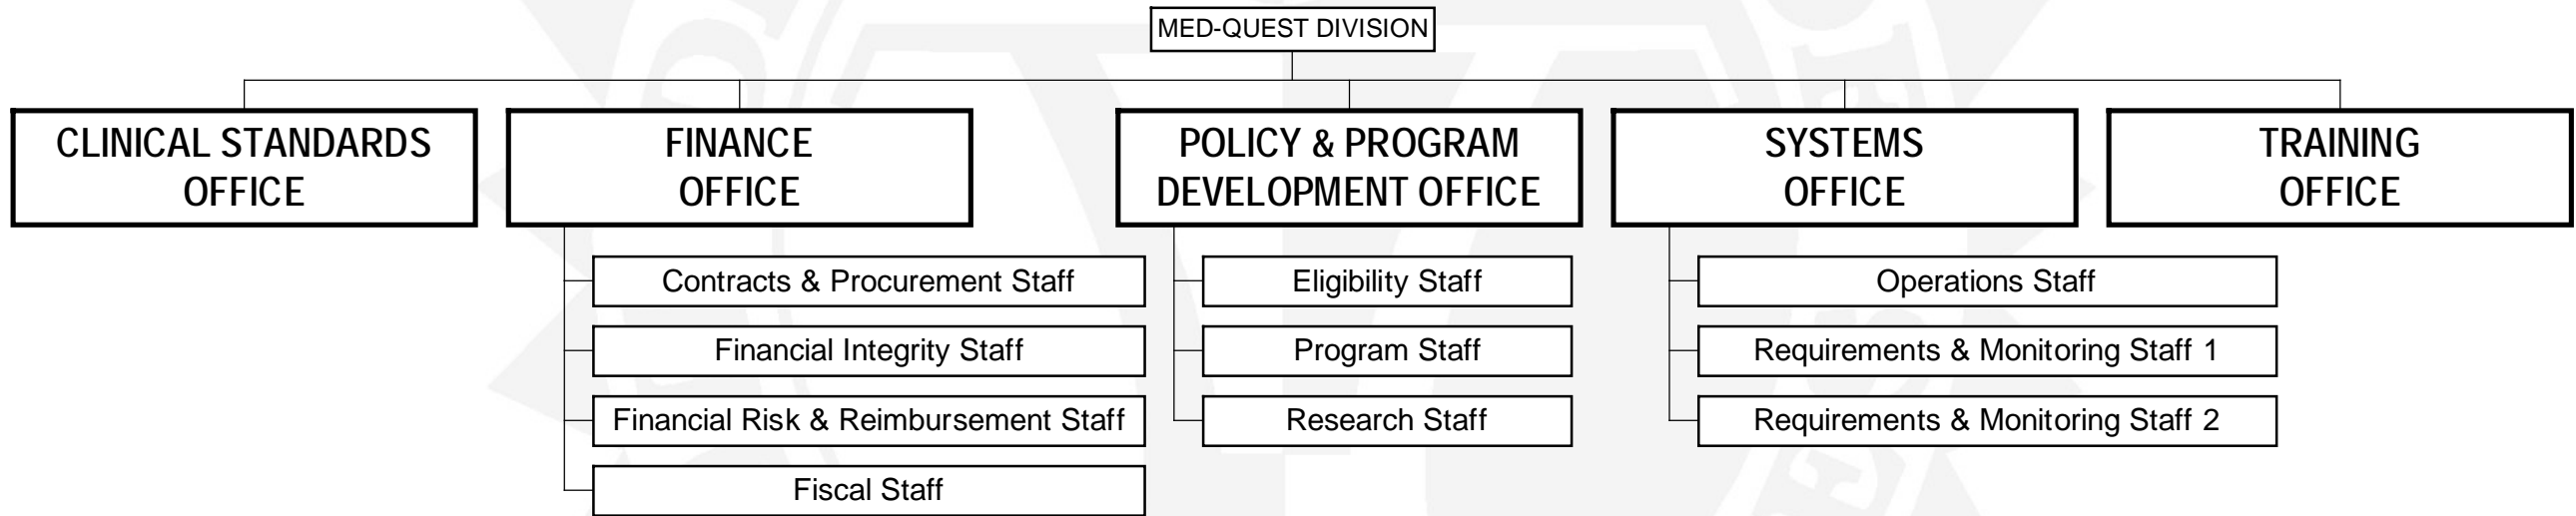 MED-QUEST DIVISION
CLINICAL STANDARDS
OFFICE
FINANCE
OFFICE
POLICY & PROGRAM
DEVELOPMENT OFFICE
SYSTEMS
OFFICE
TRAINING
OFFICE
Contracts & Procurement Staff
Financial Integrity Staff
Financial Risk & Reimbursement Staff
Fiscal Staff
Eligibility Staff
Program Staff
Research Staff
Operations Staff
Requirements & Monitoring Staff 1
Requirements & Monitoring Staff 2